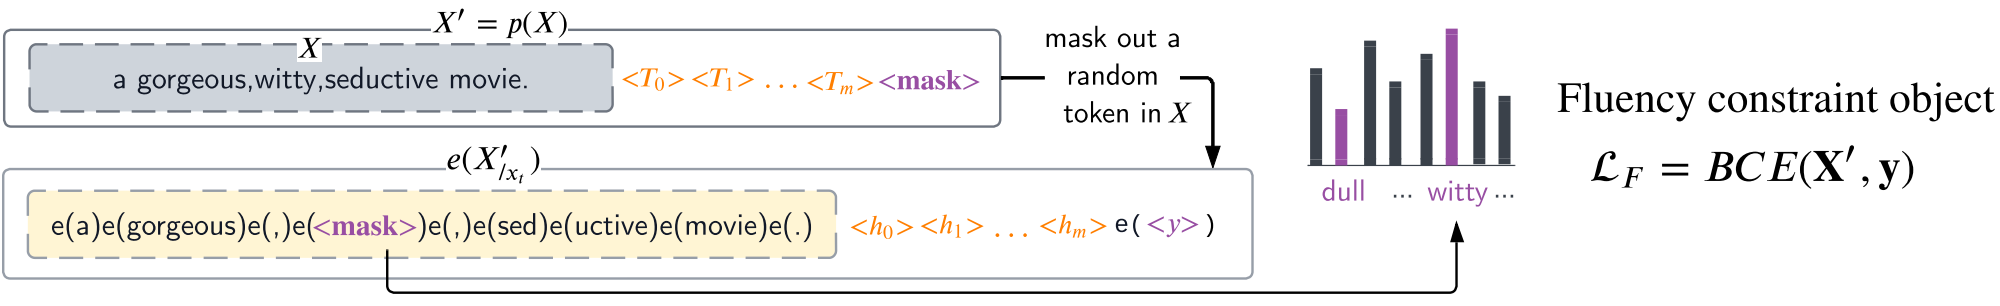 X′ = p(X)
X
a gorgeous,witty,seductive movie. <T₀> <T₁> ... <Tₘ> <mask>
mask out a
random
token in X
e(X′/xₜ)
e(a)e(gorgeous)e(,)e(<mask>)e(,)e(sed)e(uctive)e(movie)e(.) <h₀> <h₁> ... <hₘ> e(<y>)
dull ... witty ...
Fluency constraint object
ℒ_F = BCE(X′, y)